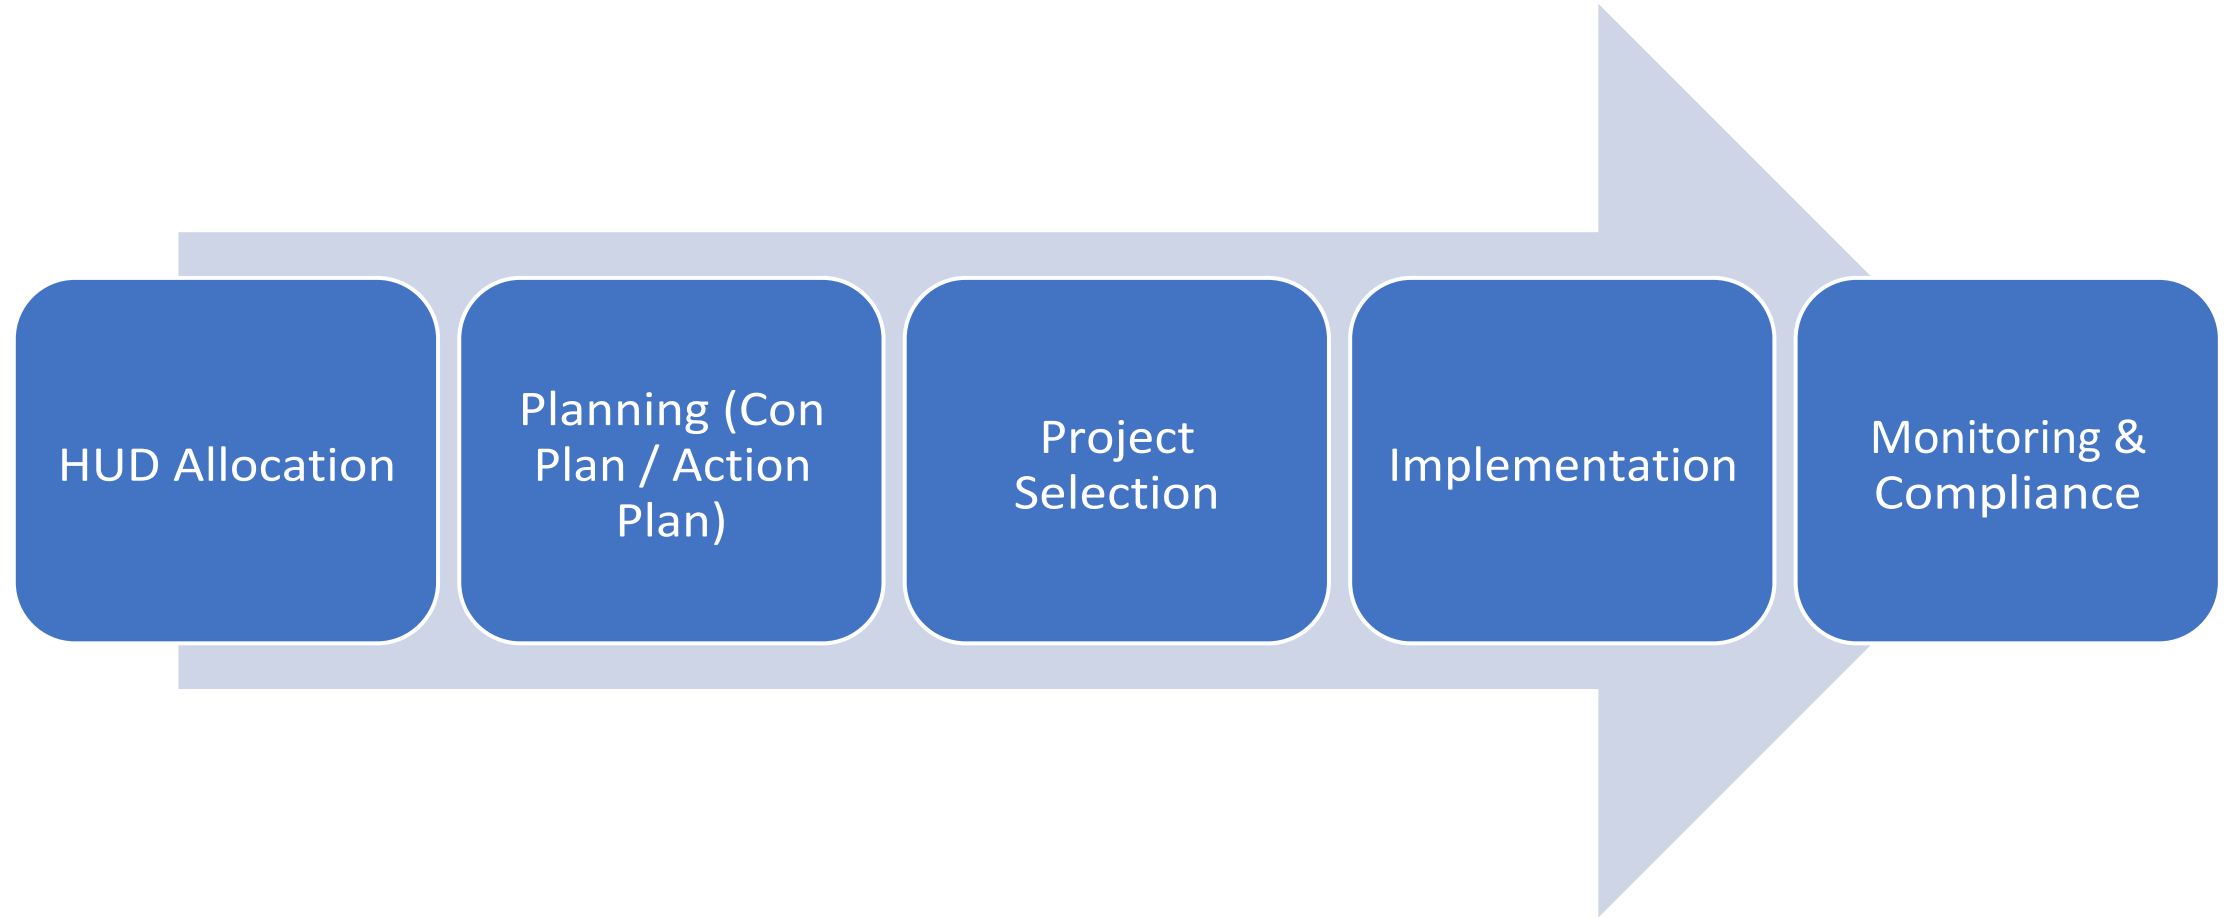 HUD Allocation
Planning (Con
Plan / Action
Plan)
Project
Selection
Implementation
Monitoring &
Compliance